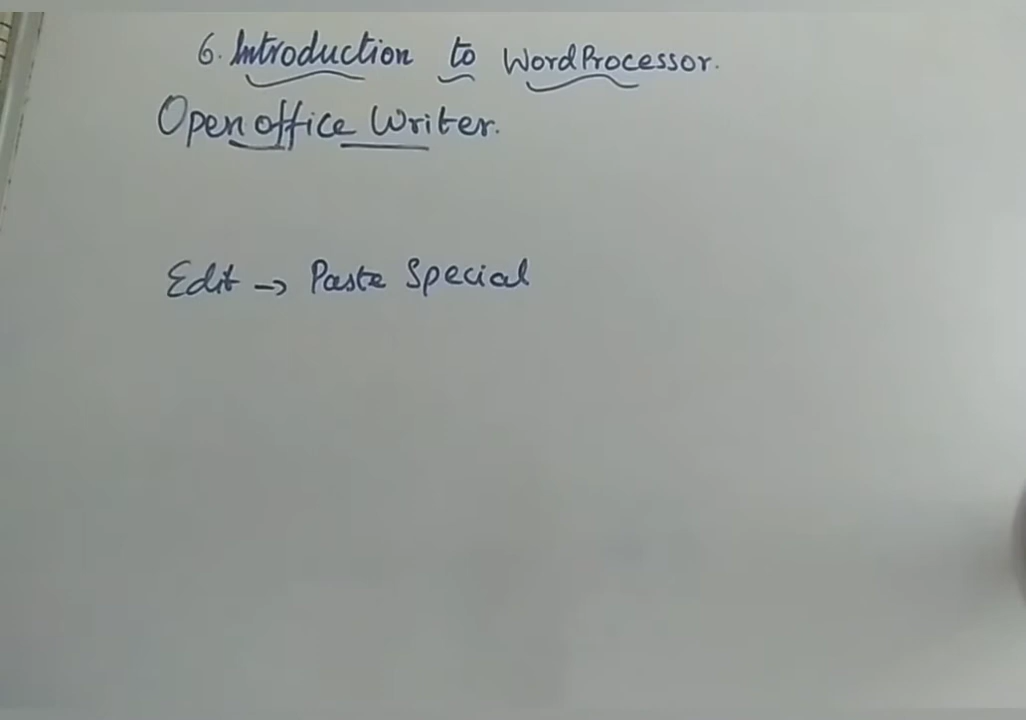 6. Introduction to WordProcessor.
Openoffice Writer.
Edit → Paste Special